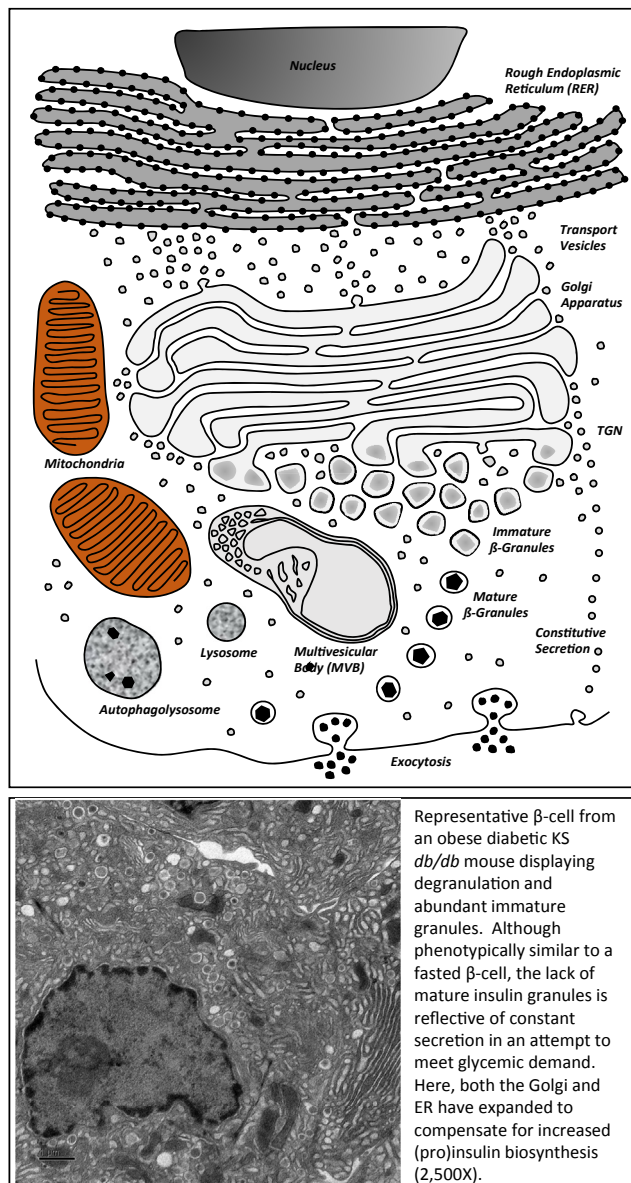 Nucleus
Rough Endoplasmic
Reticulum (RER)
Transport
Vesicles
Golgi
Apparatus
TGN
Mitochondria
Immature
β-Granules
Mature
β-Granules
Lysosome
Multivesicular
Body (MVB)
Constitutive
Secretion
Autophagolysosome
Exocytosis
Representative β-cell from
an obese diabetic KS
db/db mouse displaying
degranulation and
abundant immature
granules. Although
phenotypically similar to a
fasted β-cell, the lack of
mature insulin granules is
reflective of constant
secretion in an attempt to
meet glycemic demand.
Here, both the Golgi and
ER have expanded to
compensate for increased
(pro)insulin biosynthesis
(2,500X).